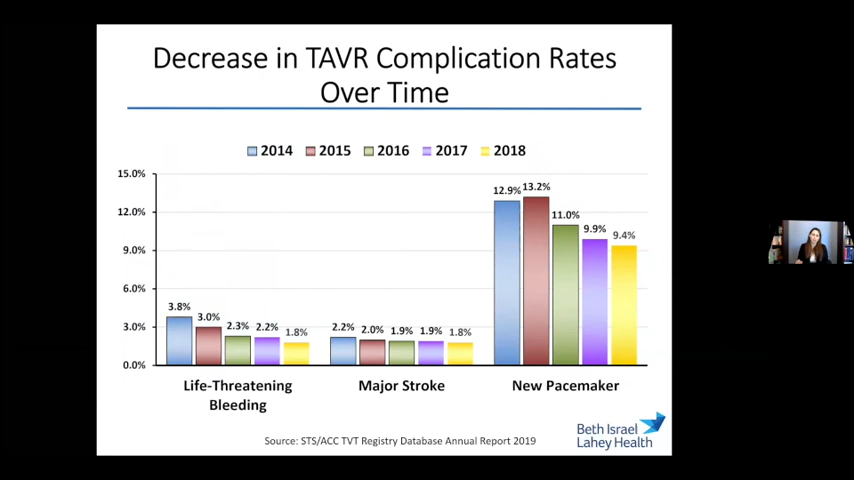 Decrease in TAVR Complication Rates
Over Time
2014 2015 2016 2017 2018
15.0%
12.0%
9.0%
6.0%
3.0%
0.0%
3.8% 3.0% 2.3% 2.2% 1.8%
2.2% 2.0% 1.9% 1.9% 1.8%
12.9% 13.2% 11.0% 9.9% 9.4%
Life-Threatening
Bleeding
Major Stroke
New Pacemaker
Source: STS/ACC TVT Registry Database Annual Report 2019
Beth Israel
Lahey Health